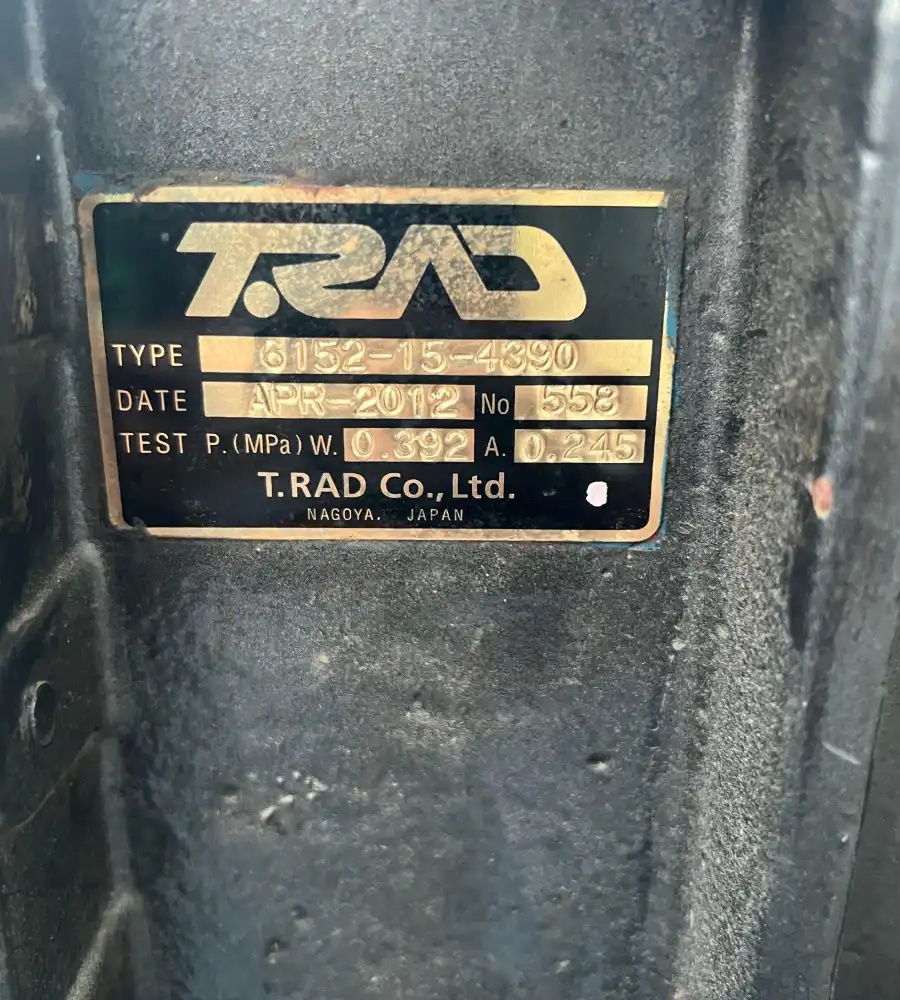 T.RAD
TYPE 6152-15-4390
DATE APR-2012 No 558
TEST P.(MPa) W. 0.392 A. 0.245
T.RAD Co., Ltd.
NAGOYA. JAPAN